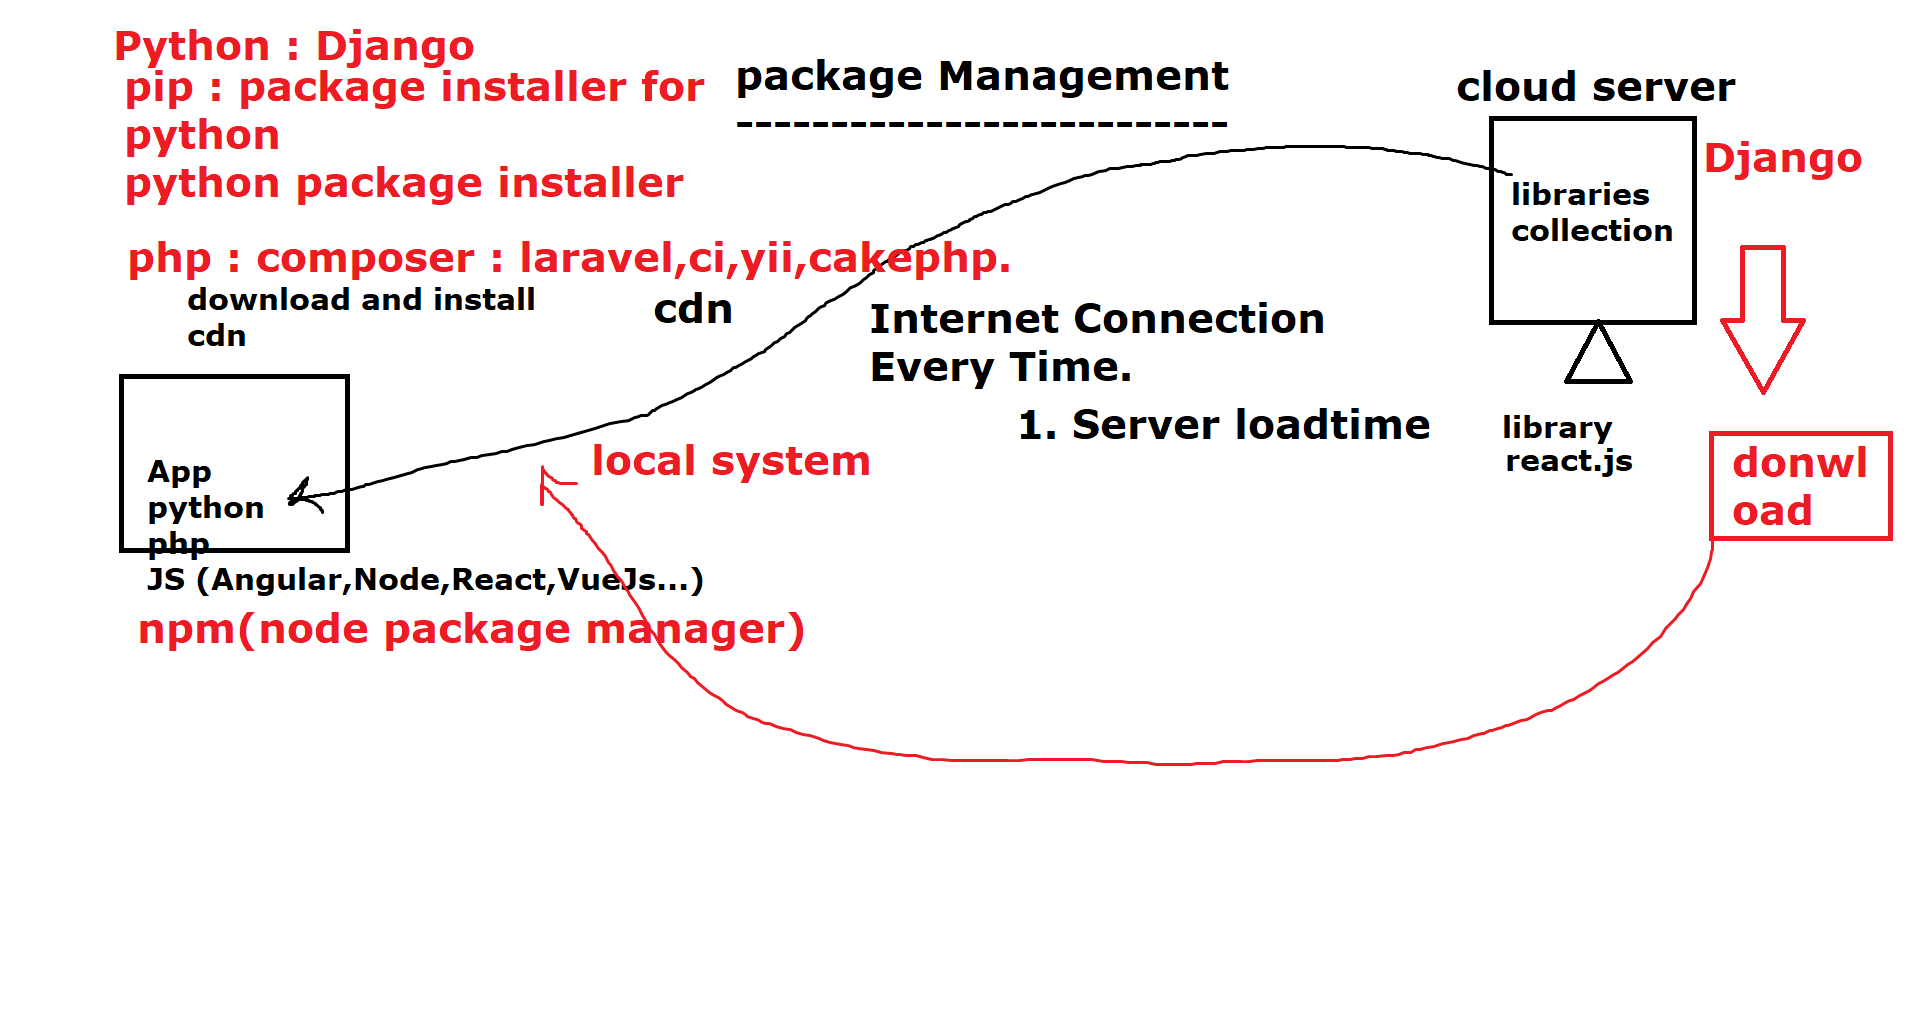 Python : Django
pip : package installer for
python
python package installer
package Management
--------------------------
cloud server
Django
libraries
collection
php : composer : laravel,ci,yii,cakephp.
download and install
cdn
cdn
Internet Connection
Every Time.
1. Server loadtime
library
react.js
local system
donwl
oad
App
python
php
JS (Angular,Node,React,VueJs...)
npm(node package manager)